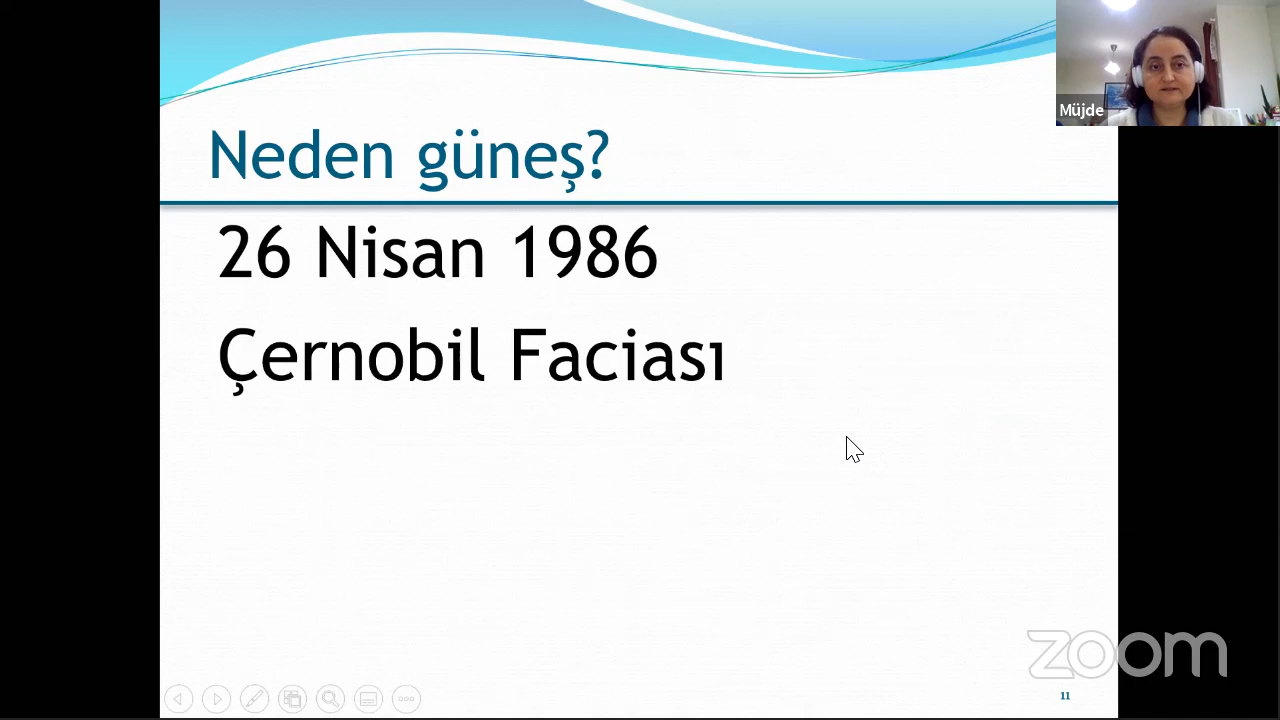 Neden güneş?
26 Nisan 1986
Çernobil Faciası
Müjde
zoom
11